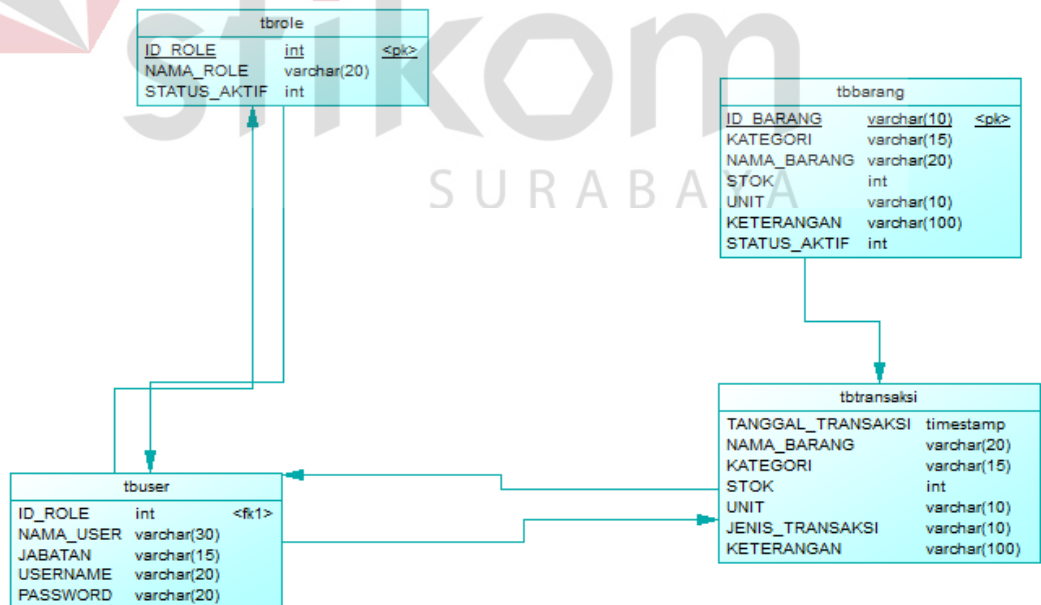 stikom
SURABAYA
tbrole
ID_ROLE int <pk>
NAMA_ROLE varchar(20)
STATUS_AKTIF int
tbbarang
ID_BARANG varchar(10) <pk>
KATEGORI varchar(15)
NAMA_BARANG varchar(20)
STOK int
UNIT varchar(10)
KETERANGAN varchar(100)
STATUS_AKTIF int
tbtransaksi
TANGGAL_TRANSAKSI timestamp
NAMA_BARANG varchar(20)
KATEGORI varchar(15)
STOK int
UNIT varchar(10)
JENIS_TRANSAKSI varchar(10)
KETERANGAN varchar(100)
tbuser
ID_ROLE int <fk1>
NAMA_USER varchar(30)
JABATAN varchar(15)
USERNAME varchar(20)
PASSWORD varchar(20)